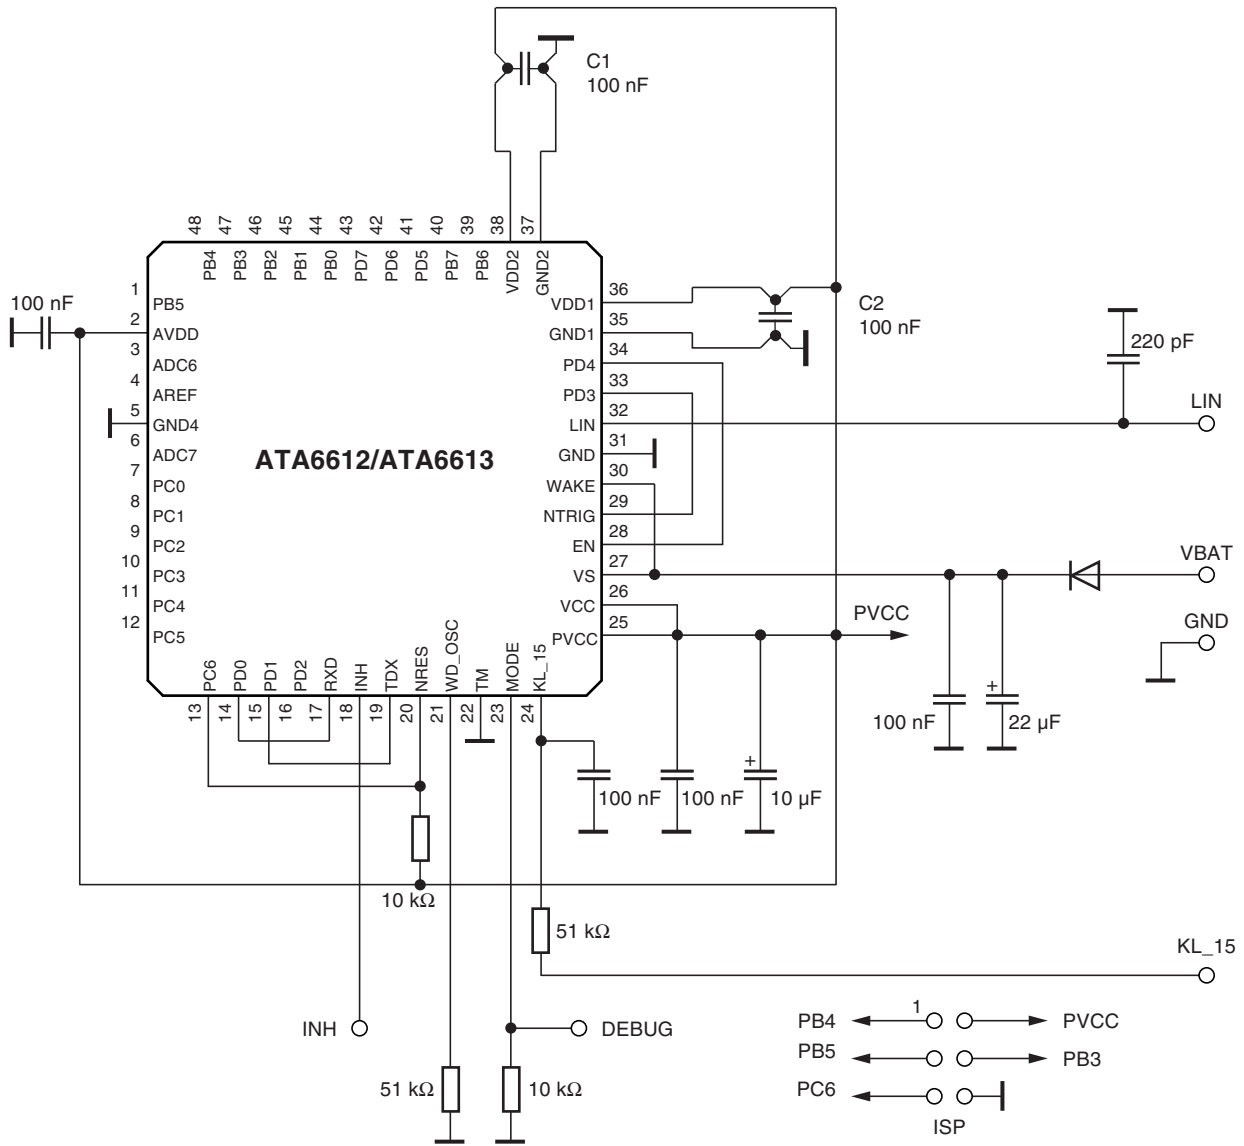 C1
100 nF
48 47 46 45 44 43 42 41 40 39 38 37
PB4 PB3 PB2 PB1 PB0 PD7 PD6 PD5 PB7 PB6 VDD2 GND2
100 nF
1 PB5
2 AVDD
3 ADC6
4 AREF
5 GND4
6 ADC7
7 PC0
8 PC1
9 PC2
10 PC3
11 PC4
12 PC5
ATA6612/ATA6613
VDD1 36
GND1 35
PD4 34
PD3 33
LIN 32
GND 31
WAKE 30
NTRIG 29
EN 28
VS 27
VCC 26
PVCC 25
C2
100 nF
220 pF
LIN
VBAT
GND
PVCC
PC6 PD0 PD1 PD2 RXD INH TDX NRES WD_OSC TM MODE KL_15
13 14 15 16 17 18 19 20 21 22 23 24
100 nF
+
22 µF
100 nF
100 nF
+
10 µF
10 kΩ
51 kΩ
KL_15
INH
DEBUG
51 kΩ
10 kΩ
PB4 1 PVCC
PB5 PB3
PC6
ISP